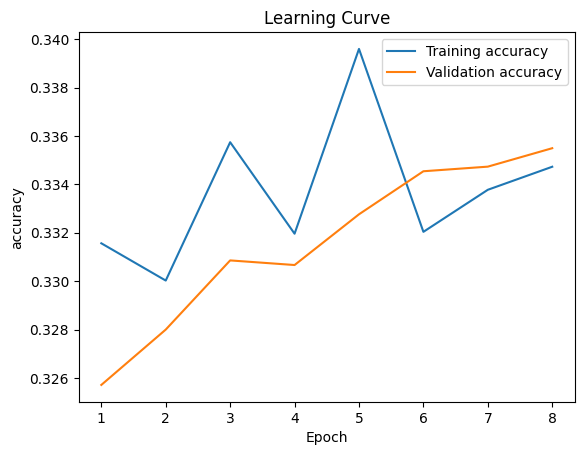 Learning Curve
0.340
0.338
0.336
0.334
0.332
0.330
0.328
0.326
accuracy
Training accuracy
Validation accuracy
1 2 3 4 5 6 7 8
Epoch